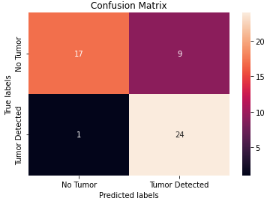 Confusion Matrix
No Tumor
Tumor Detected
True labels
17
9
1
24
No Tumor
Tumor Detected
Predicted labels
20
15
10
5